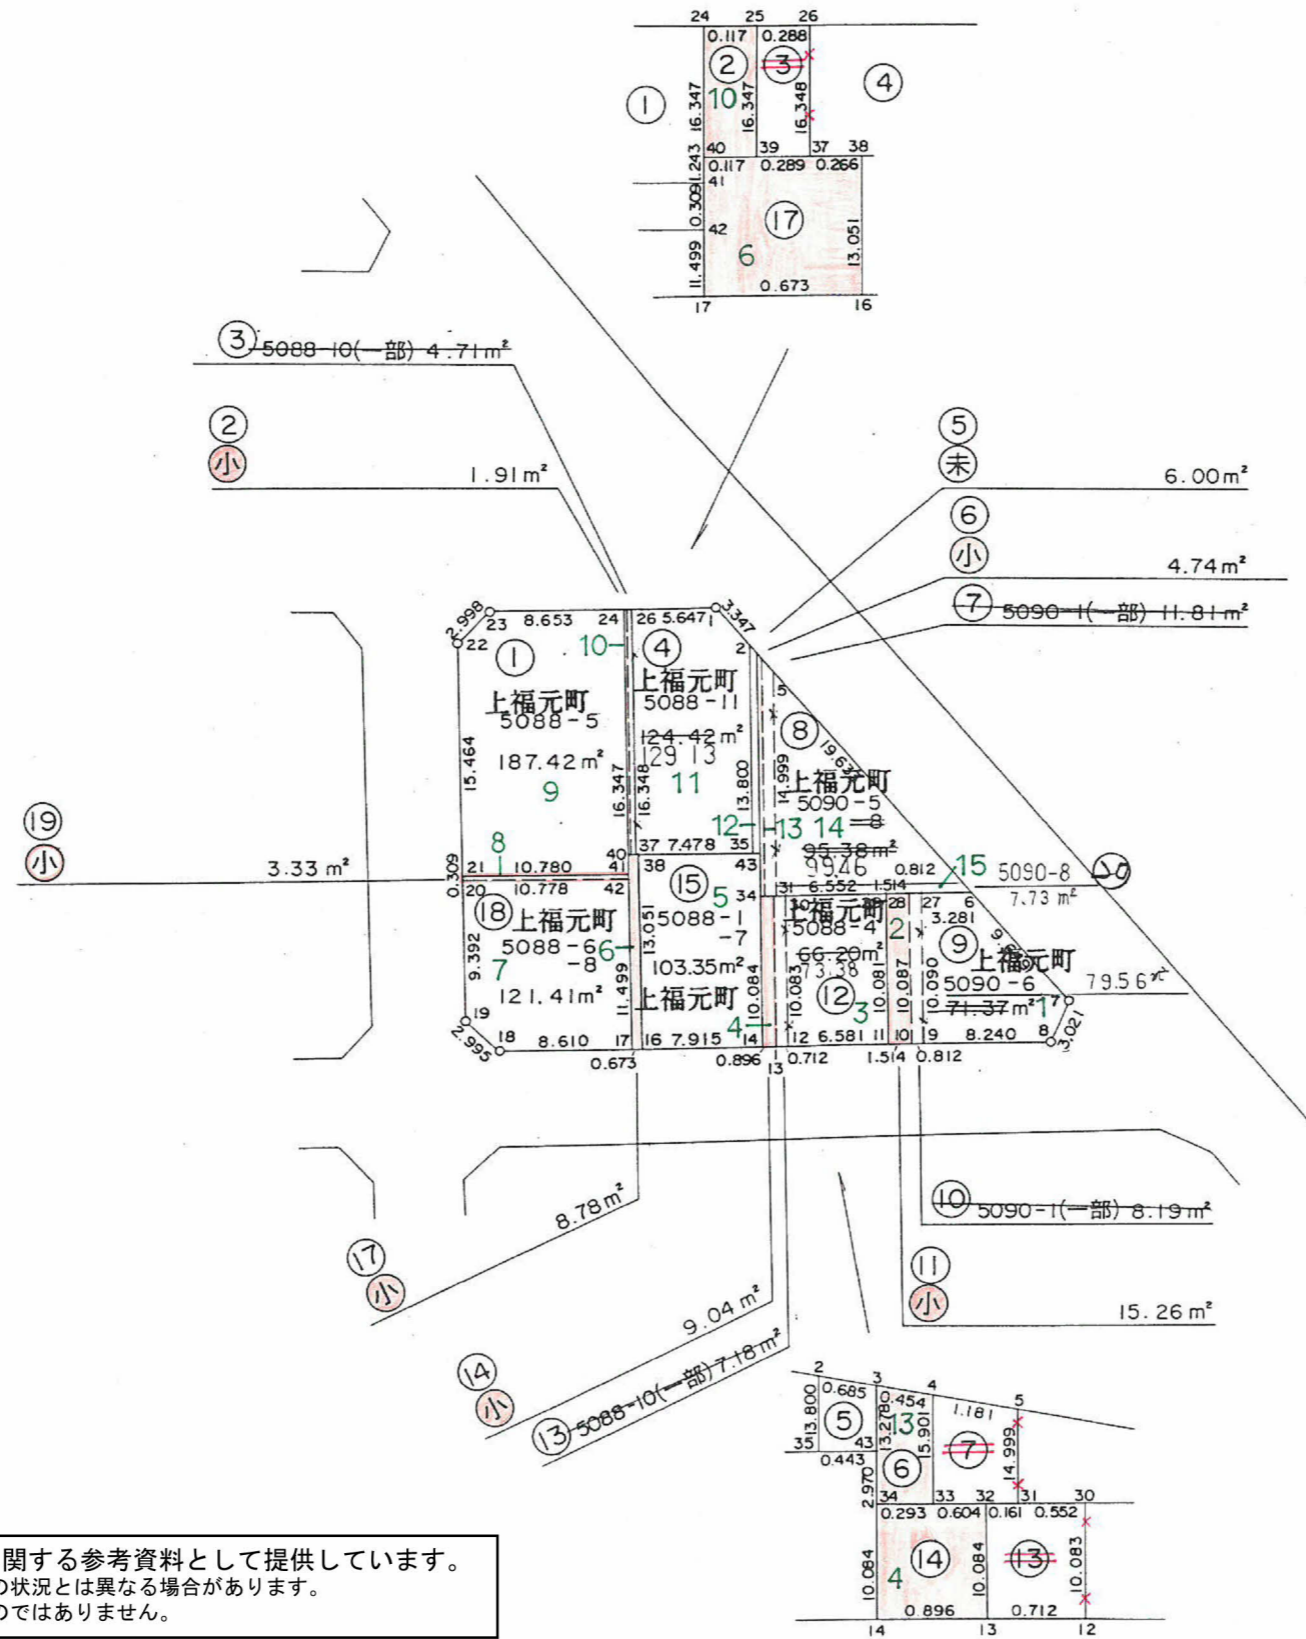 24 25 26
0.117 0.288
② ③ ④
①
10
16.347 16.347 16.348
40 39 37 38
1.243 0.117 0.289 0.266
41
0.309
42
⑰
6
11.499 13.051
0.673
17 16
③ 5088-10(一部) 4.71m²
②
小
1.91m²
⑤
未
6.00m²
⑥
小
4.74m²
⑦ 5090-1(一部) 11.81m²
2.998
23 8.653 24 26 5.647 1
3.347
22
10
2
①
上福元町
5088-5
187.42m²
9
15.464
16.347
16.348
④
上福元町
5088-11
124.42m²
129.13
11
13.800
12
5
⑧
19.63
14.999
上福元町
5090-5
-8
13 14
95.38m²
99.46
⑲
小
3.33m²
8
21 10.780 41
40
0.309
20 10.778 42
37 7.478 35
38
43
34
⑮
5
5088-1
-7
103.35m²
上福元町
13.051
10.084
⑱
上福元町
5088-6
-8
6
7
121.41m²
9.392
11.499
31 6.552 1.514
0.812
15
5090-8
7.73m²
30 28 27 6
上福元町
5088-4
66.20m²
73.38
⑫
3
2
10.083 10.081 10.087 10.090
3.281
⑨
上福元町
5090-6
71.37m²
79.56㎡
1
7
8
3.021
19
2.995
18 8.610 17 16 7.915 14 12 6.581 11 10 9 8.240
4
0.673 0.896 0.712 1.514 0.812
13
8.78m²
⑰
小
9.04m²
⑭
小
⑬ 5088-10(一部) 7.18m²
⑩ 5090-1(一部) 8.19m²
⑪
小
15.26m²
2 3 4 5
0.685 0.454 1.181
13.800 13.278 15.901 14.999
⑤ 13 ⑦
35 43
0.443 ⑥
2.970
34 33 32 31 30
0.293 0.604 0.161 0.552
⑭ ⑬
4
10.084 10.084 10.083
0.896 0.712
14 13 12
関する参考資料として提供しています。
の状況とは異なる場合があります。
のではありません。